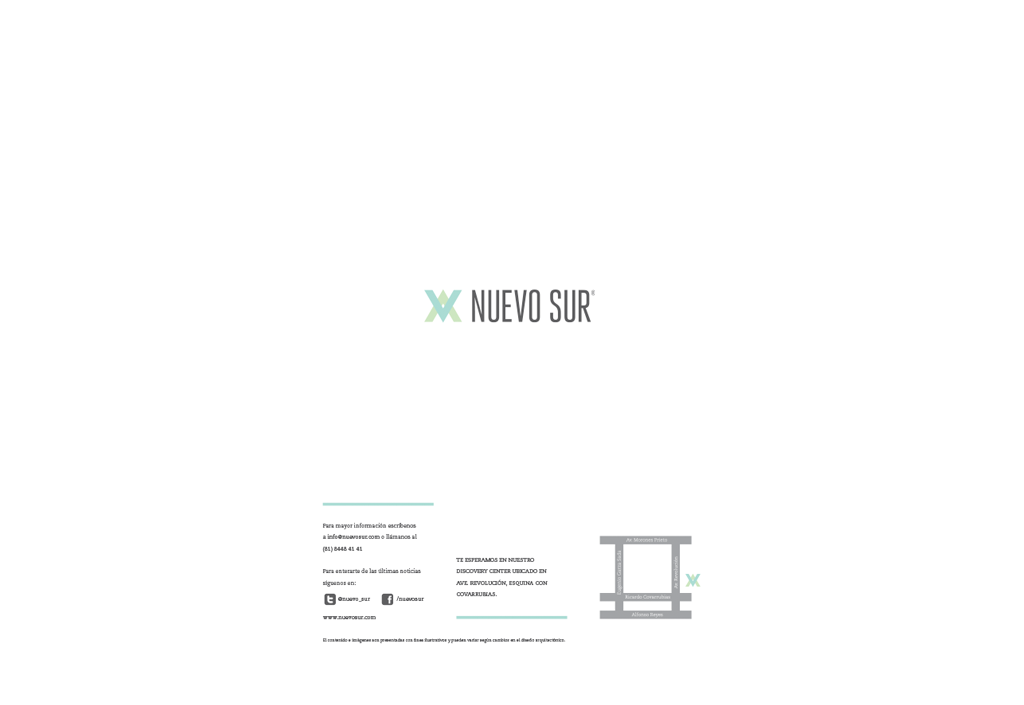 NUEVO SUR®
Para mayor información escríbenos
a info@nuevosur.com o llámanos al
(81) 8448 41 41
Para enterarte de las últimas noticias
síguenos en:
@nuevo_sur
/nuevosur
www.nuevosur.com
TE ESPERAMOS EN NUESTRO
DISCOVERY CENTER UBICADO EN
AVE. REVOLUCIÓN, ESQUINA CON
COVARRUBIAS.
Eugenio Garza Sada
Av. Revolución
Ricardo Covarrubias
Alfonso Reyes
El contenido e imágenes son presentadas con fines ilustrativos y pueden variar según cambios en el diseño arquitectónico.